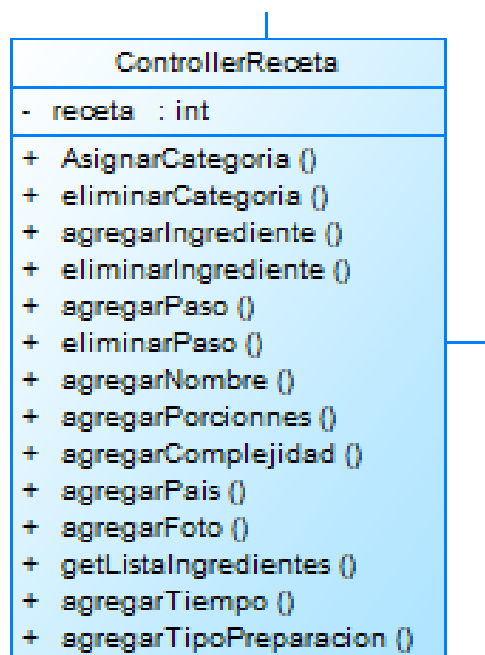 ControllerReceta
- receta : int
+ AsignarCategoria ()
+ eliminarCategoria ()
+ agregarIngrediente ()
+ eliminarIngrediente ()
+ agregarPaso ()
+ eliminarPaso ()
+ agregarNombre ()
+ agregarPorcionnes ()
+ agregarComplejidad ()
+ agregarPais ()
+ agregarFoto ()
+ getListaIngredientes ()
+ agregarTiempo ()
+ agregarTipoPreparacion ()